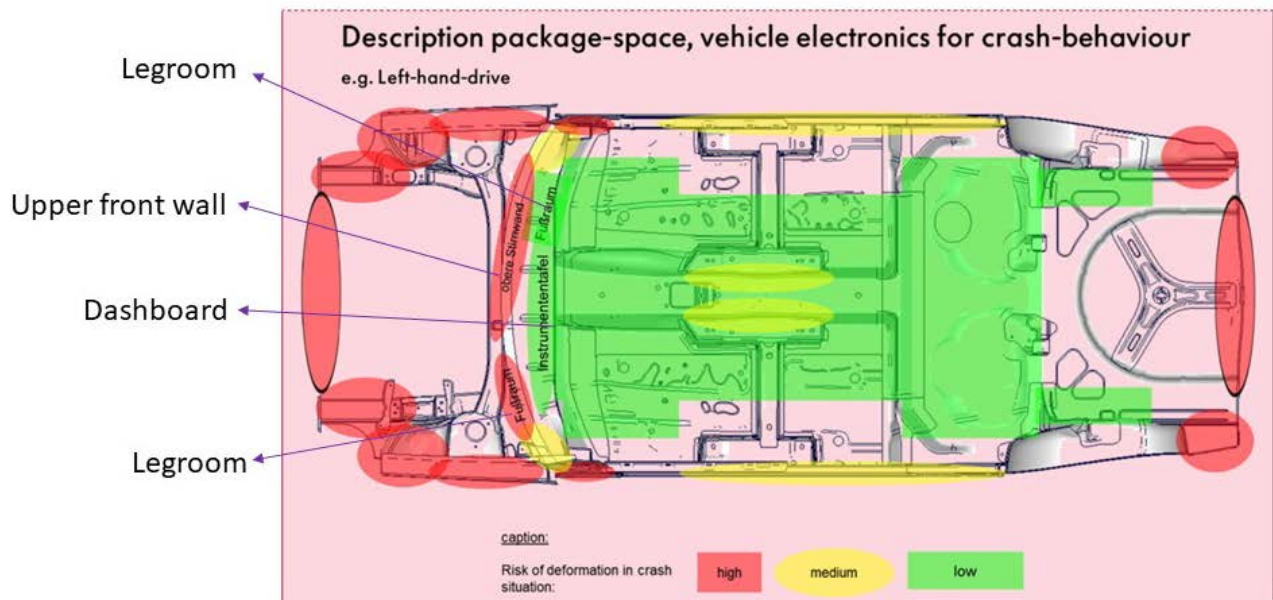 Description package-space, vehicle electronics for crash-behaviour
e.g. Left-hand-drive
Legroom
Upper front wall
Dashboard
Legroom
Fußraum
obere Stirnwand
Instrumententafel
Fußraum
caption:
Risk of deformation in crash
situation:
high
medium
low